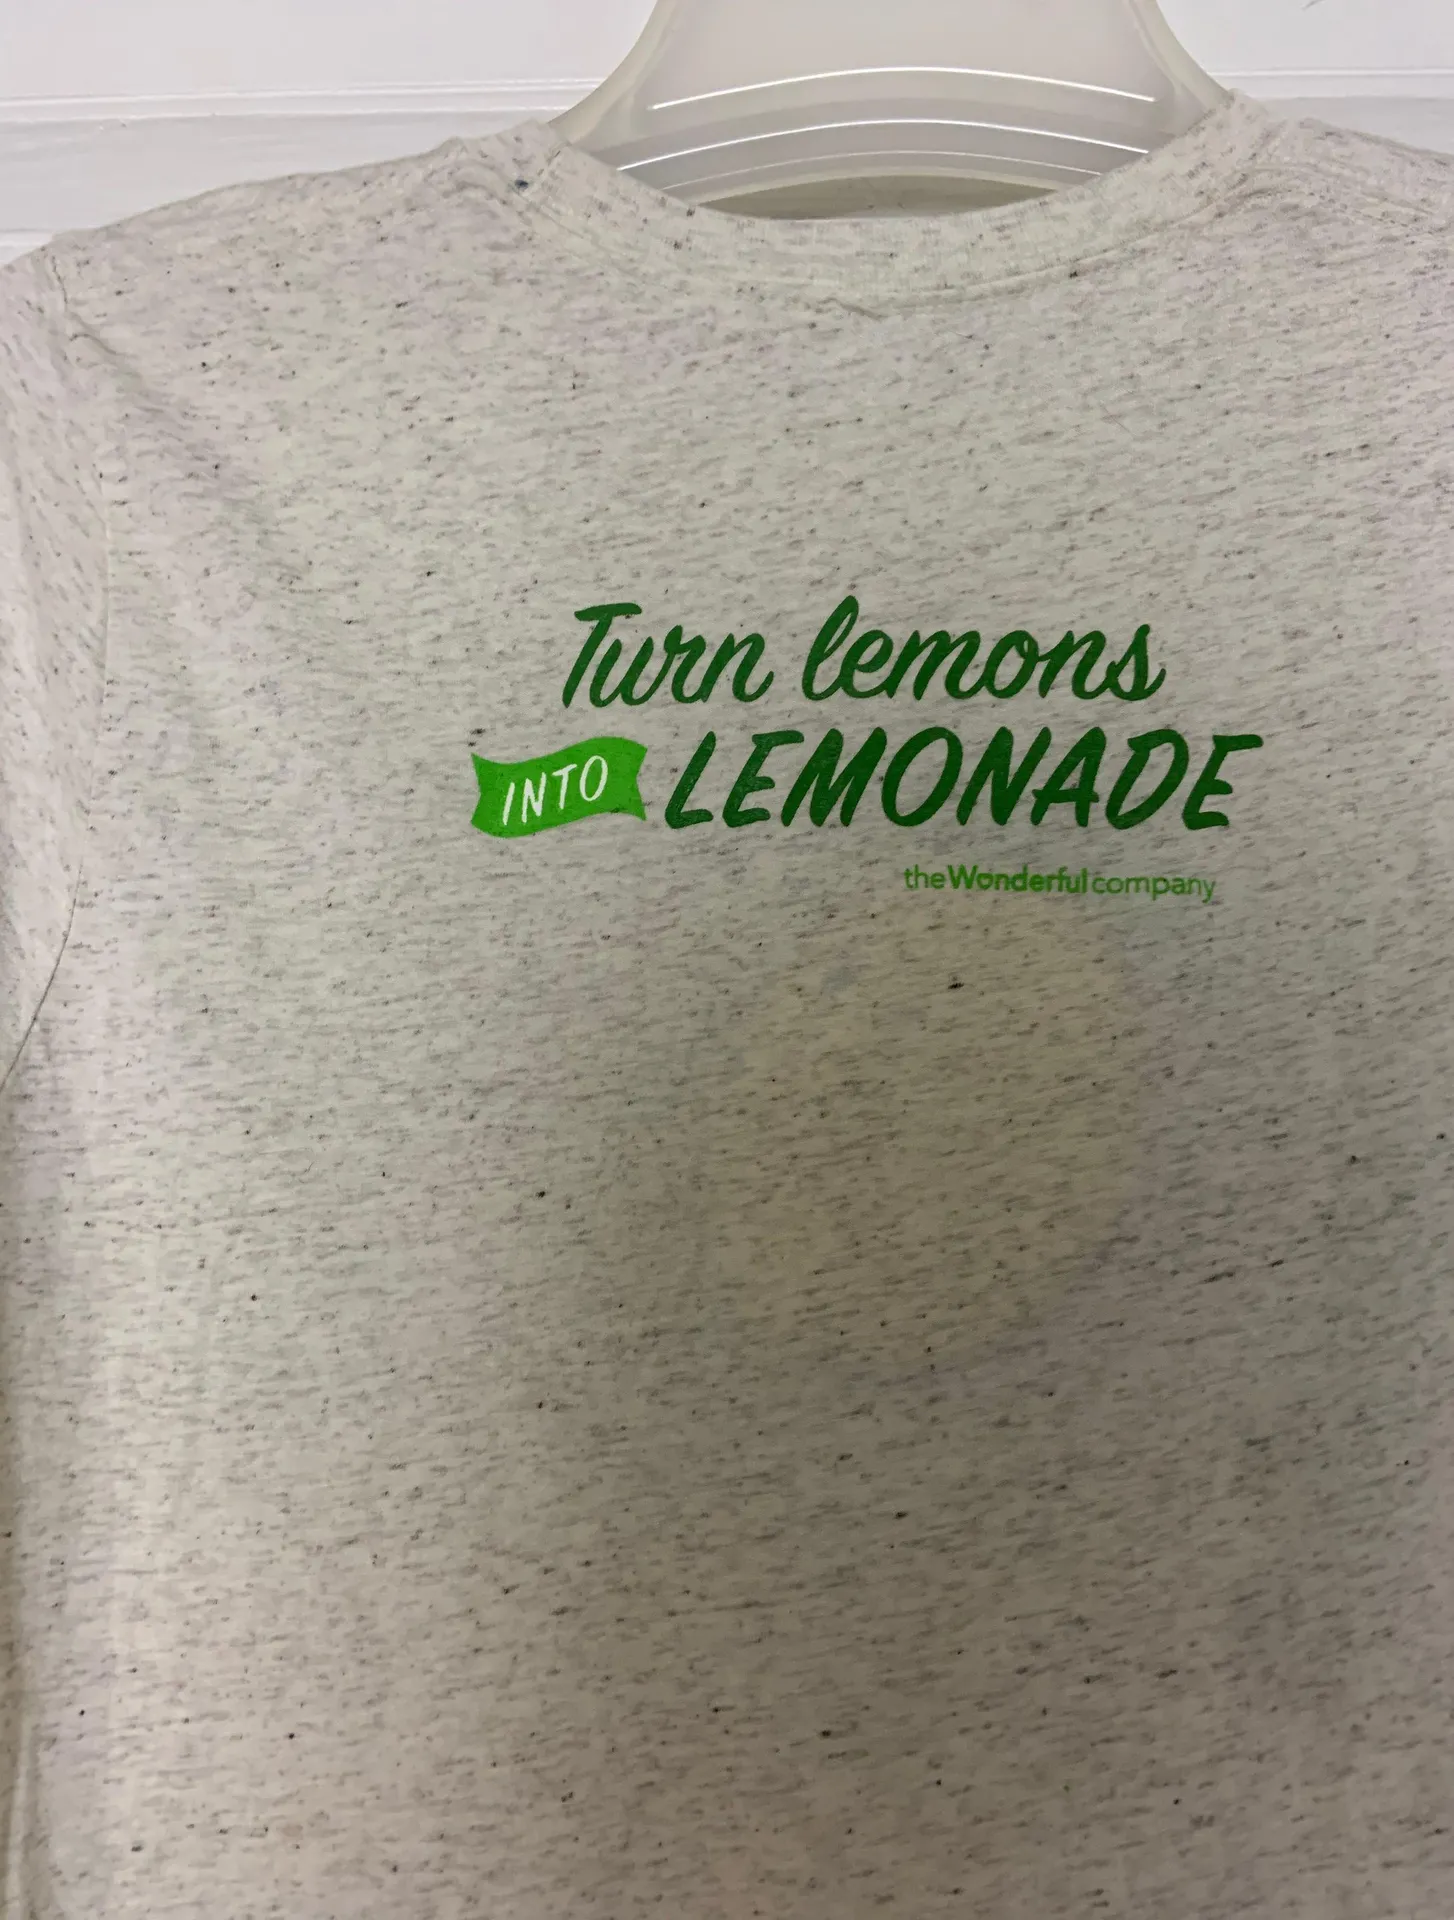 Turn lemons
INTO LEMONADE
theWonderfulcompany